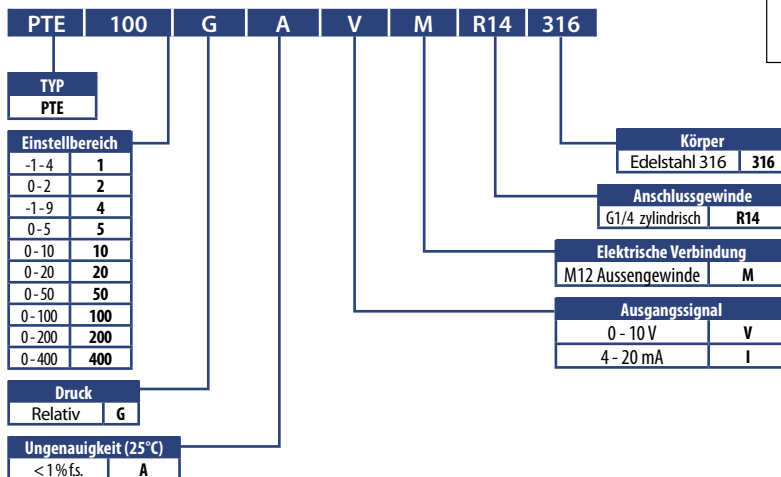 PTE 100 G A V M R14 316
TYP
PTE
Einstellbereich
-1-4 1
0-2 2
-1-9 4
0-5 5
0-10 10
0-20 20
0-50 50
0-100 100
0-200 200
0-400 400
Druck
Relativ G
Ungenauigkeit (25°C)
<1%f.s. A
Körper
Edelstahl 316 316
Anschlussgewinde
G1/4 zylindrisch R14
Elektrische Verbindung
M12 Aussengewinde M
Ausgangssignal
0 - 10 V V
4 - 20 mA I